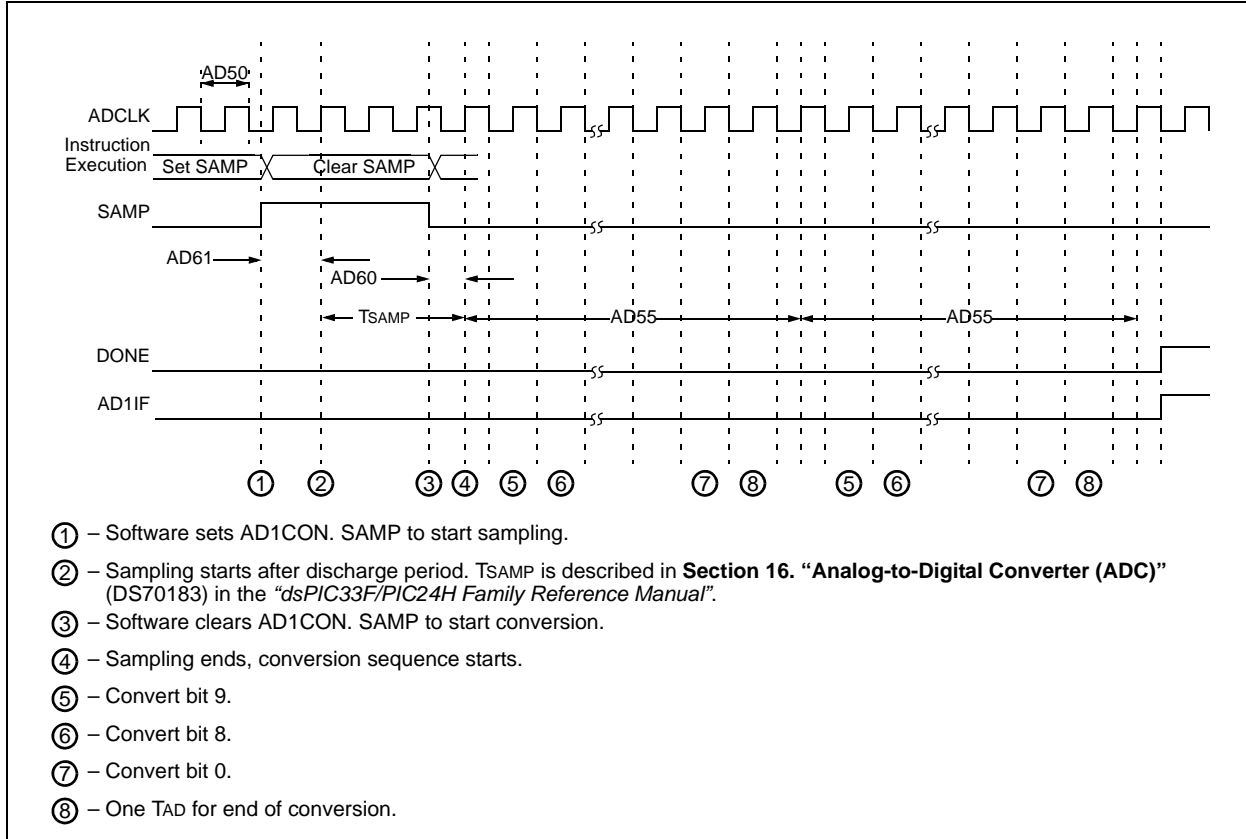 AD50
ADCLK
Instruction
Execution Set SAMP Clear SAMP
SAMP
AD61
AD60
TSAMP AD55 AD55
DONE
AD1IF
1 2 3 4 5 6 7 8 5 6 7 8
1 – Software sets AD1CON. SAMP to start sampling.
2 – Sampling starts after discharge period. TSAMP is described in Section 16. “Analog-to-Digital Converter (ADC)”
(DS70183) in the “dsPIC33F/PIC24H Family Reference Manual”.
3 – Software clears AD1CON. SAMP to start conversion.
4 – Sampling ends, conversion sequence starts.
5 – Convert bit 9.
6 – Convert bit 8.
7 – Convert bit 0.
8 – One TAD for end of conversion.